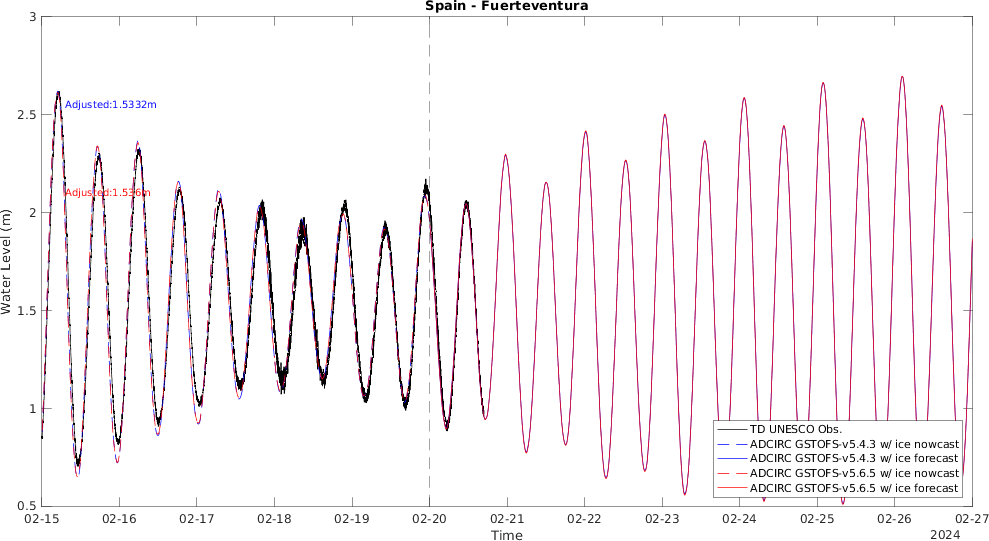 Spain - Fuerteventura
3
2.5
2
1.5
1
0.5
Water Level (m)
Adjusted:1.5332m
Adjusted:1.536m
TD UNESCO Obs.
ADCIRC GSTOFS-v5.4.3 w/ ice nowcast
ADCIRC GSTOFS-v5.4.3 w/ ice forecast
ADCIRC GSTOFS-v5.6.5 w/ ice nowcast
ADCIRC GSTOFS-v5.6.5 w/ ice forecast
02-15 02-16 02-17 02-18 02-19 02-20 02-21 02-22 02-23 02-24 02-25 02-26 02-27
Time
2024